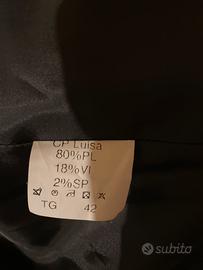 CP Luisa
80%PL
18%VI
2%SP
TG 42
subito